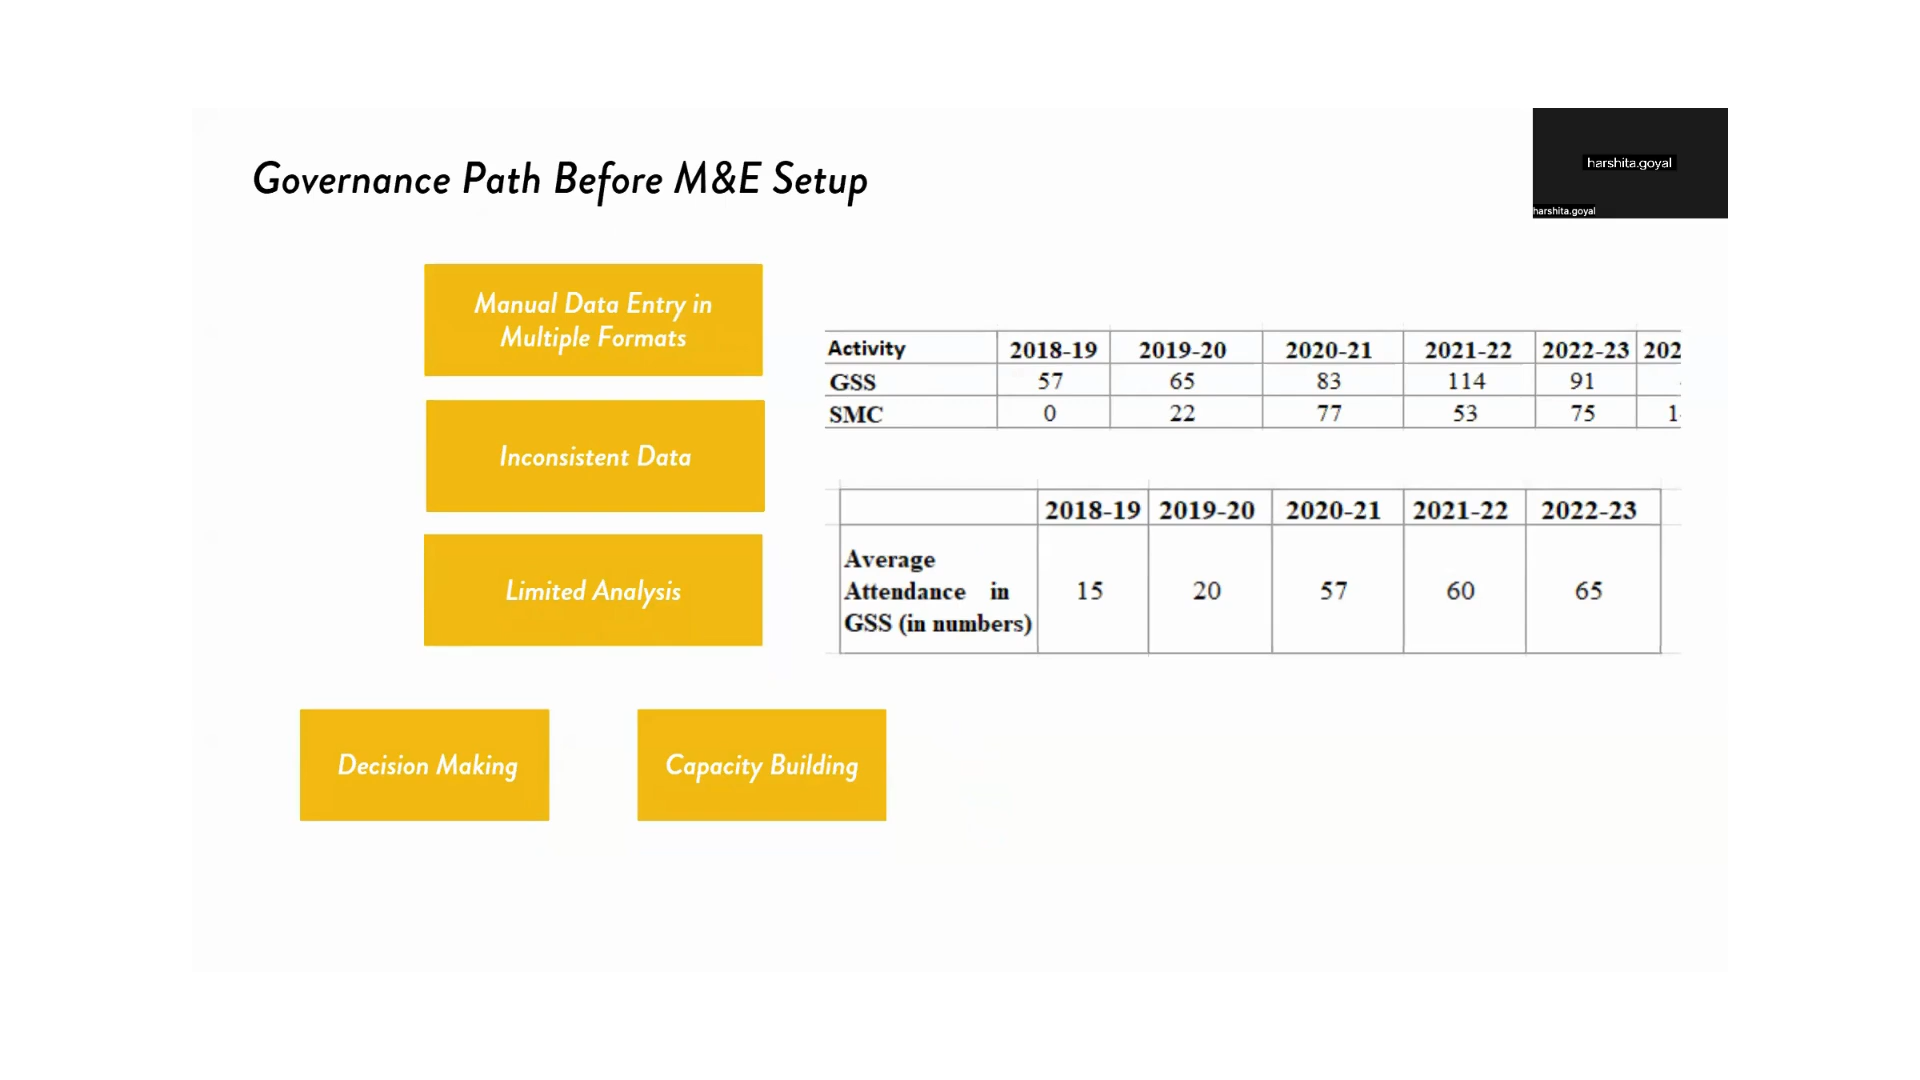 Governance Path Before M&E Setup
harshita.goyal
harshita.goyal
Manual Data Entry in
Multiple Formats
Inconsistent Data
Limited Analysis
Decision Making
Capacity Building
Activity 2018-19 2019-20 2020-21 2021-22 2022-23
GSS 57 65 83 114 91
SMC 0 22 77 53 75
2018-19 2019-20 2020-21 2021-22 2022-23
Average
Attendance in
GSS (in numbers)
15 20 57 60 65